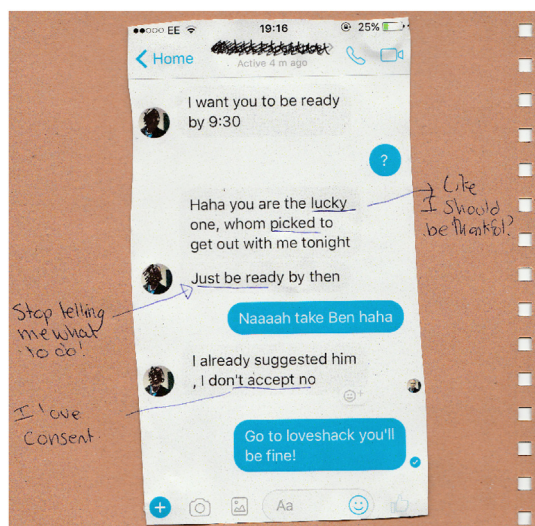 EE 19:16 25%
Home
Active 4 m ago
I want you to be ready
by 9:30
?
Haha you are the lucky
one, whom picked to
get out with me tonight
Like
I should
be thankful?
Just be ready by then
Stop telling
me what
to do!
Naaaah take Ben haha
I already suggested him
, I don't accept no
I love
consent.
Go to loveshack you'll
be fine!
Aa